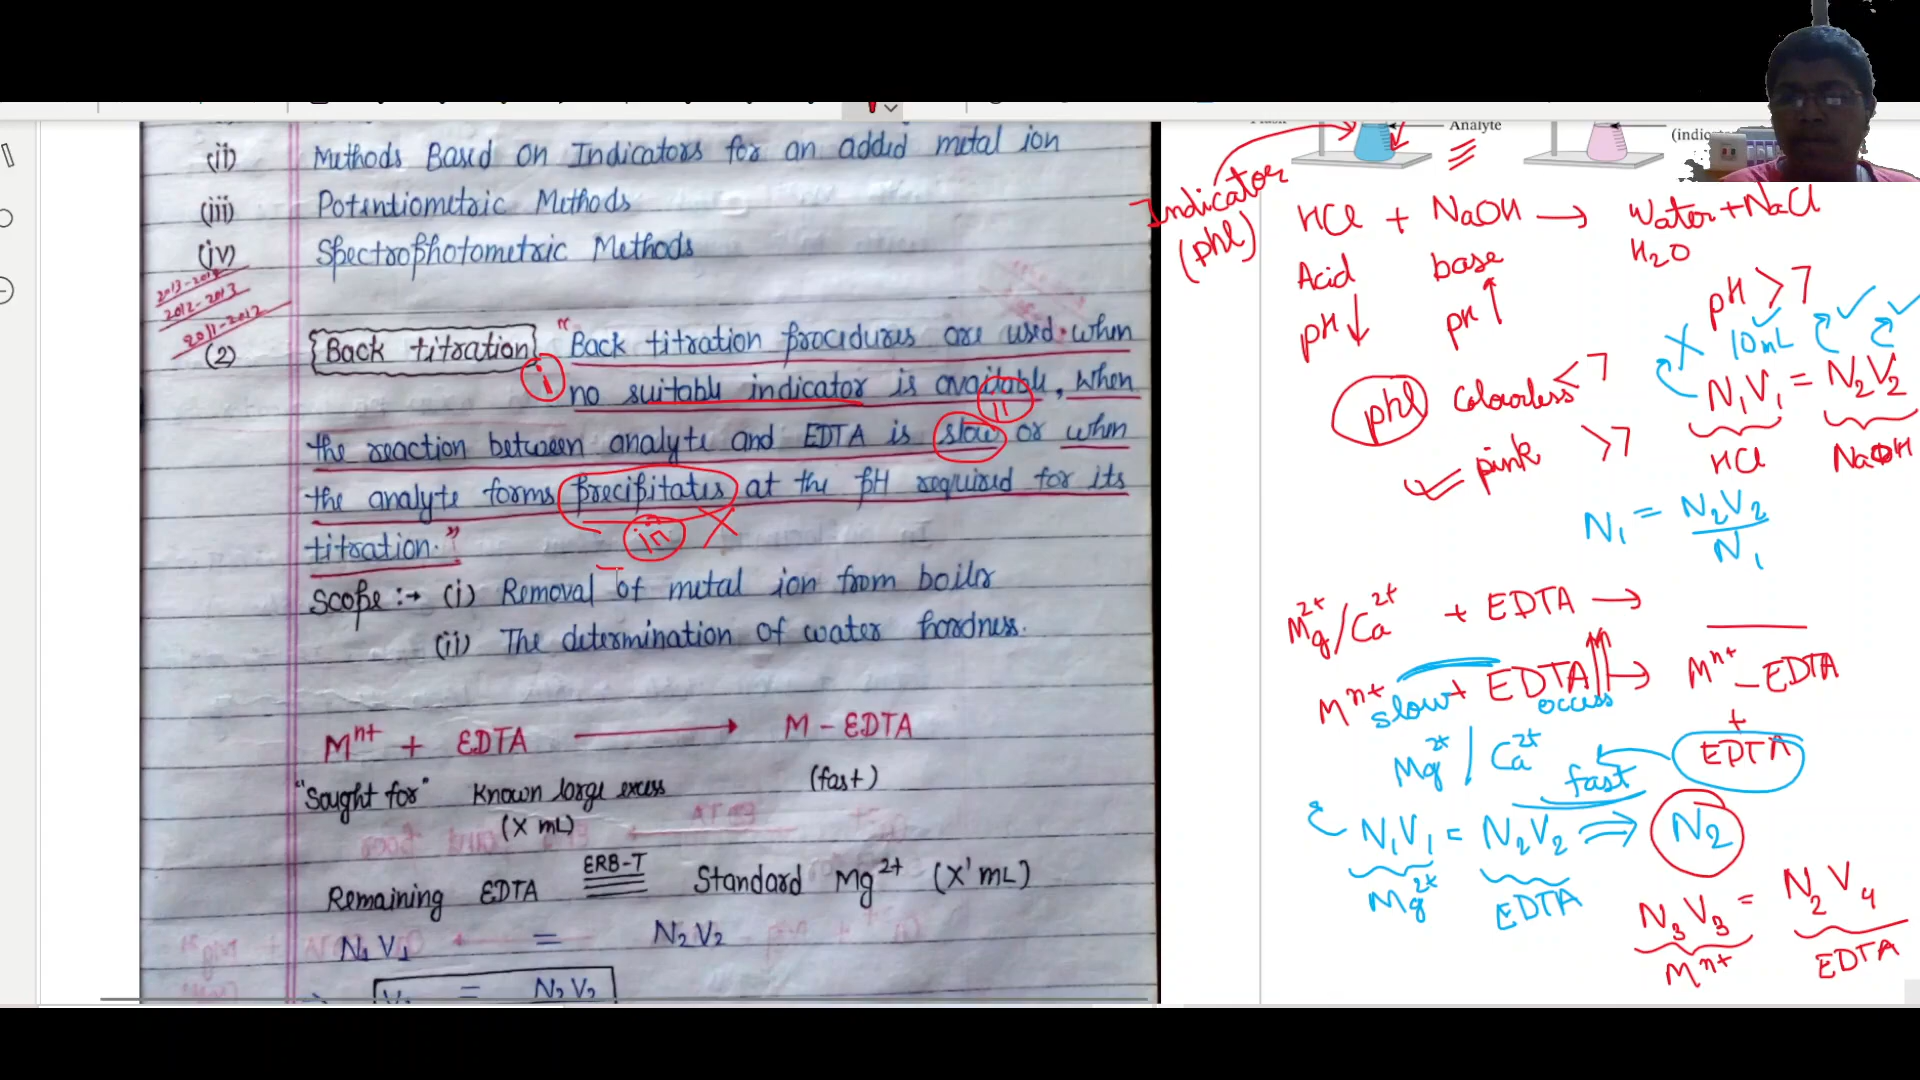 (ii) Methods Based on Indicators for an added metal ion
(iii) Potentiometric Methods
(iv) Spectrophotometric Methods
2013-2014
2012-2013
2011-2012
(2) Back titration "Back titration procedures are used when
i
no suitable indicator is available, when
ii
the reaction between analyte and EDTA is slow or when
the analyte forms precipitates at the pH required for its
titration."
Scope :→ (i) Removal of metal ion from boiler
(ii) The determination of water hardness.
Mⁿ⁺ + EDTA → M - EDTA
"Sought for" Known large excess (fast)
(X mL)
Remaining EDTA ERB-T Standard Mg²⁺ (X' mL)
N₁V₁ = N₂V₂
= N₂V₂
Analyte
(indic
Indicator
(phl)
HCl + NaOH → Water + NaCl
H₂O
Acid base
pH ↓ pH ↑
pH > 7
X 10 mL ✓ ✓
N₁V₁ = N₂V₂
HCl NaOH
phl Colourless < 7
pink > 7
N₁ = N₂V₂ / N₁
Mg²⁺/Ca²⁺ + EDTA →
Mⁿ⁺ + EDTA → Mⁿ⁺ - EDTA
slow
+
EDTA
Mg²⁺ / Ca²⁺ fast
N₁V₁ = N₂V₂ ⇒ N₂
Mg²⁺ EDTA
N₃V₃ = N₂V₄
Mⁿ⁺ EDTA